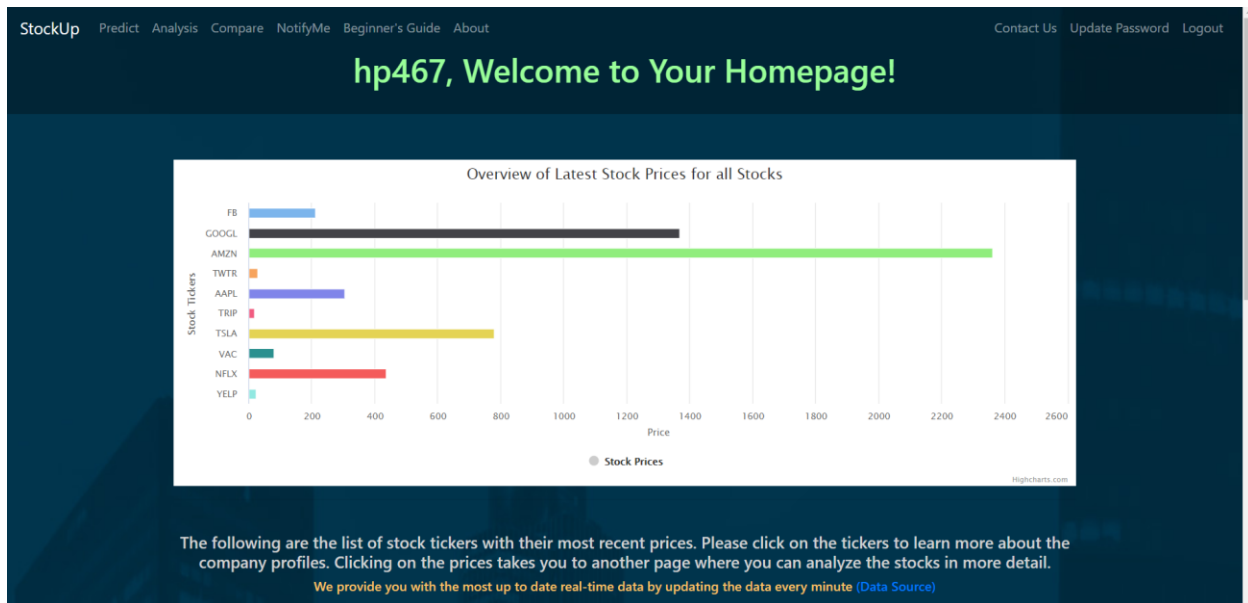 StockUp Predict Analysis Compare NotifyMe Beginner's Guide About Contact Us Update Password Logout
hp467, Welcome to Your Homepage!
Overview of Latest Stock Prices for all Stocks
Stock Tickers
FB
GOOGL
AMZN
TWTR
AAPL
TRIP
TSLA
VAC
NFLX
YELP
0 200 400 600 800 1000 1200 1400 1600 1800 2000 2200 2400 2600
Price
Stock Prices
Highcharts.com
The following are the list of stock tickers with their most recent prices. Please click on the tickers to learn more about the
company profiles. Clicking on the prices takes you to another page where you can analyze the stocks in more detail.
We provide you with the most up to date real-time data by updating the data every minute (Data Source)